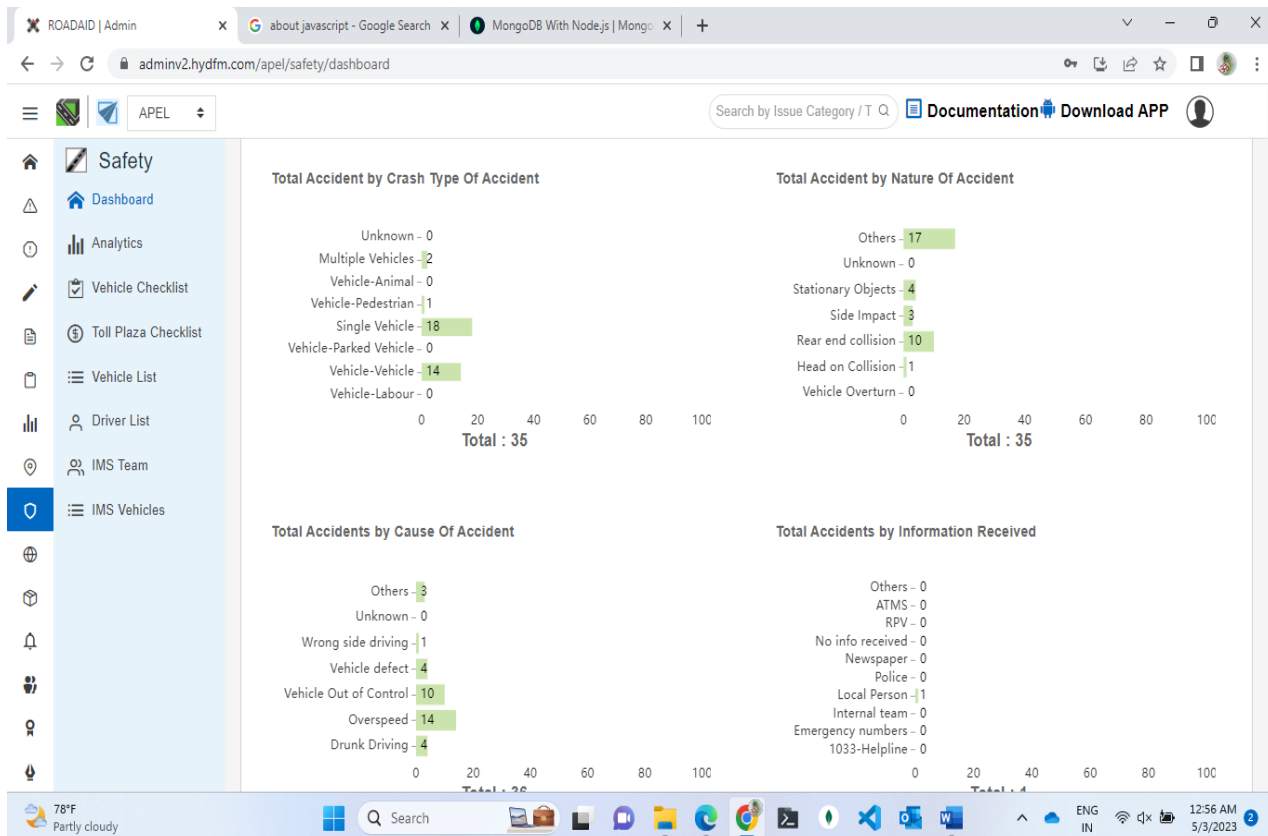 ROADAID | Admin
about javascript - Google Search
MongoDB With Node.js | Mongo
adminv2.hydfm.com/apel/safety/dashboard
APEL
Search by Issue Category / T
Documentation
Download APP
Safety
Dashboard
Analytics
Vehicle Checklist
Toll Plaza Checklist
Vehicle List
Driver List
IMS Team
IMS Vehicles
Total Accident by Crash Type Of Accident
Unknown 0
Multiple Vehicles 2
Vehicle-Animal 0
Vehicle-Pedestrian 1
Single Vehicle 18
Vehicle-Parked Vehicle 0
Vehicle-Vehicle 14
Vehicle-Labour 0
0 20 40 60 80 100
Total : 35
Total Accident by Nature Of Accident
Others 17
Unknown 0
Stationary Objects 4
Side Impact 3
Rear end collision 10
Head on Collision 1
Vehicle Overturn 0
0 20 40 60 80 100
Total : 35
Total Accidents by Cause Of Accident
Others 3
Unknown 0
Wrong side driving 1
Vehicle defect 4
Vehicle Out of Control 10
Overspeed 14
Drunk Driving 4
0 20 40 60 80 100
Total : 36
Total Accidents by Information Received
Others 0
ATMS 0
RPV 0
No info received 0
Newspaper 0
Police 0
Local Person 1
Internal team 0
Emergency numbers 0
1033-Helpline 0
0 20 40 60 80 100
Total : 1
78°F
Partly cloudy
Search
ENG
IN
12:56 AM
5/3/2023
2